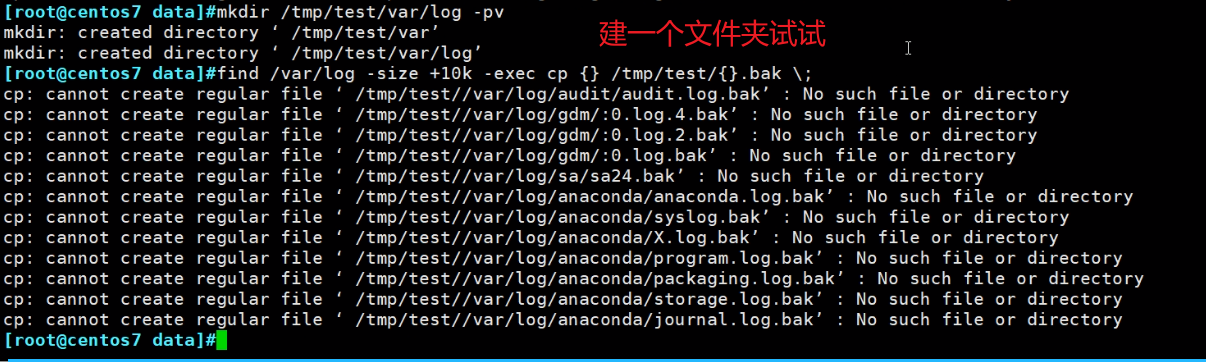 [root@centos7 data]#mkdir /tmp/test/var/log -pv
mkdir: created directory ‘ /tmp/test/var’
建一个文件夹试试
mkdir: created directory ‘ /tmp/test/var/log’
[root@centos7 data]#find /var/log -size +10k -exec cp {} /tmp/test/{}.bak \;
cp: cannot create regular file ‘ /tmp/test//var/log/audit/audit.log.bak’ : No such file or directory
cp: cannot create regular file ‘ /tmp/test//var/log/gdm/:0.log.4.bak’ : No such file or directory
cp: cannot create regular file ‘ /tmp/test//var/log/gdm/:0.log.2.bak’ : No such file or directory
cp: cannot create regular file ‘ /tmp/test//var/log/gdm/:0.log.bak’ : No such file or directory
cp: cannot create regular file ‘ /tmp/test//var/log/sa/sa24.bak’ : No such file or directory
cp: cannot create regular file ‘ /tmp/test//var/log/anaconda/anaconda.log.bak’ : No such file or directory
cp: cannot create regular file ‘ /tmp/test//var/log/anaconda/syslog.bak’ : No such file or directory
cp: cannot create regular file ‘ /tmp/test//var/log/anaconda/X.log.bak’ : No such file or directory
cp: cannot create regular file ‘ /tmp/test//var/log/anaconda/program.log.bak’ : No such file or directory
cp: cannot create regular file ‘ /tmp/test//var/log/anaconda/packaging.log.bak’ : No such file or directory
cp: cannot create regular file ‘ /tmp/test//var/log/anaconda/storage.log.bak’ : No such file or directory
cp: cannot create regular file ‘ /tmp/test//var/log/anaconda/journal.log.bak’ : No such file or directory
[root@centos7 data]#